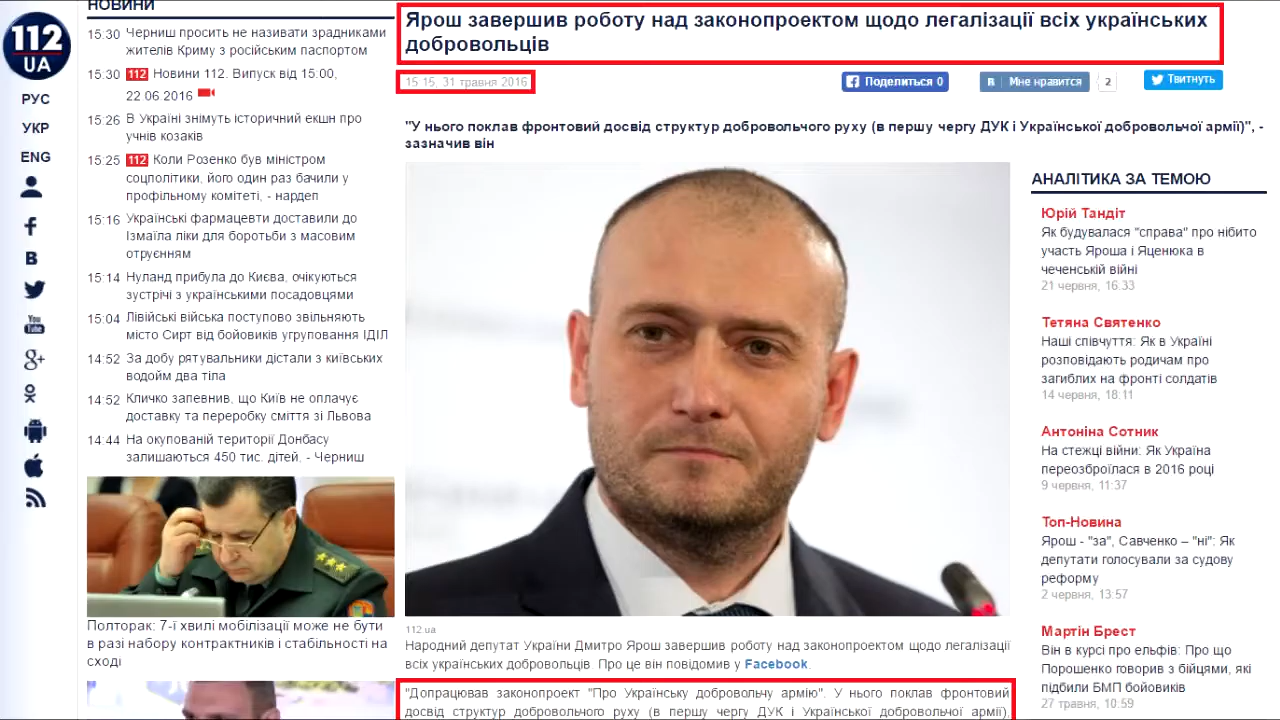 112
UA
РУС
УКР
ENG
НОВИНИ
15:30 Черниш просить не називати зрадниками
жителів Криму з російським паспортом
15:30 112 Новини 112. Випуск від 15:00,
22 06 2016
15:26 В Україні знімуть історичний екшн про
учнів козаків
15:25 112 Коли Розенко був міністром
соцполітики, його один раз бачили у
профільному комітеті, - нардеп
15:16 Українські фармацевти доставили до
Ізмаїла ліки для боротьби з масовим
отруєнням
15:14 Нуланд прибула до Києва, очікуються
зустрічі з українськими посадовцями
15:04 Лівійські війська поступово звільняють
місто Сирт від бойовиків угруповання ІДІЛ
14:52 За добу рятувальники дістали з київських
водойм два тіла
14:52 Кличко запевнив, що Київ не оплачує
доставку та переробку сміття зі Львова
14:44 На окупованій території Донбасу
залишаються 450 тис. дітей, - Черниш
Полторак: 7-ї хвилі мобілізації може не бути
в разі набору контрактників і стабільності на
сході
Ярош завершив роботу над законопроектом щодо легалізації всіх українських
добровольців
15:15, 31 травня 2016
Поделиться 0
В Мне нравится 2
Твитнуть
"У нього поклав фронтовий досвід структур добровольчого руху (в першу чергу ДУК і Української добровольчої армії)", -
зазначив він
112.ua
Народний депутат України Дмитро Ярош завершив роботу над законопроектом щодо легалізації
всіх українських добровольців. Про це він повідомив у Facebook.
"Допрацював законопроект "Про Українську добровольчу армію". У нього поклав фронтовий
досвід структур добровольчого руху (в першу чергу ДУК і Української добровольчої армії),
АНАЛІТИКА ЗА ТЕМОЮ
Юрій Тандіт
Як будувалася "справа" про нібито
участь Яроша і Яценюка в
чеченській війні
21 червня, 16:33
Тетяна Святенко
Наші співчуття: Як в Україні
розповідають родичам про
загиблих на фронті солдатів
14 червня, 18:11
Антоніна Сотник
На стежці війни: Як Україна
переозброїлася в 2016 році
9 червня, 11:37
Топ-Новина
Ярош - "за", Савченко – "ні": Як
депутати голосували за судову
реформу
2 червня, 13:57
Мартін Брест
Він в курсі про ельфів: Про що
Порошенко говорив з бійцями, які
підбили БМП бойовиків
27 травня, 10:59